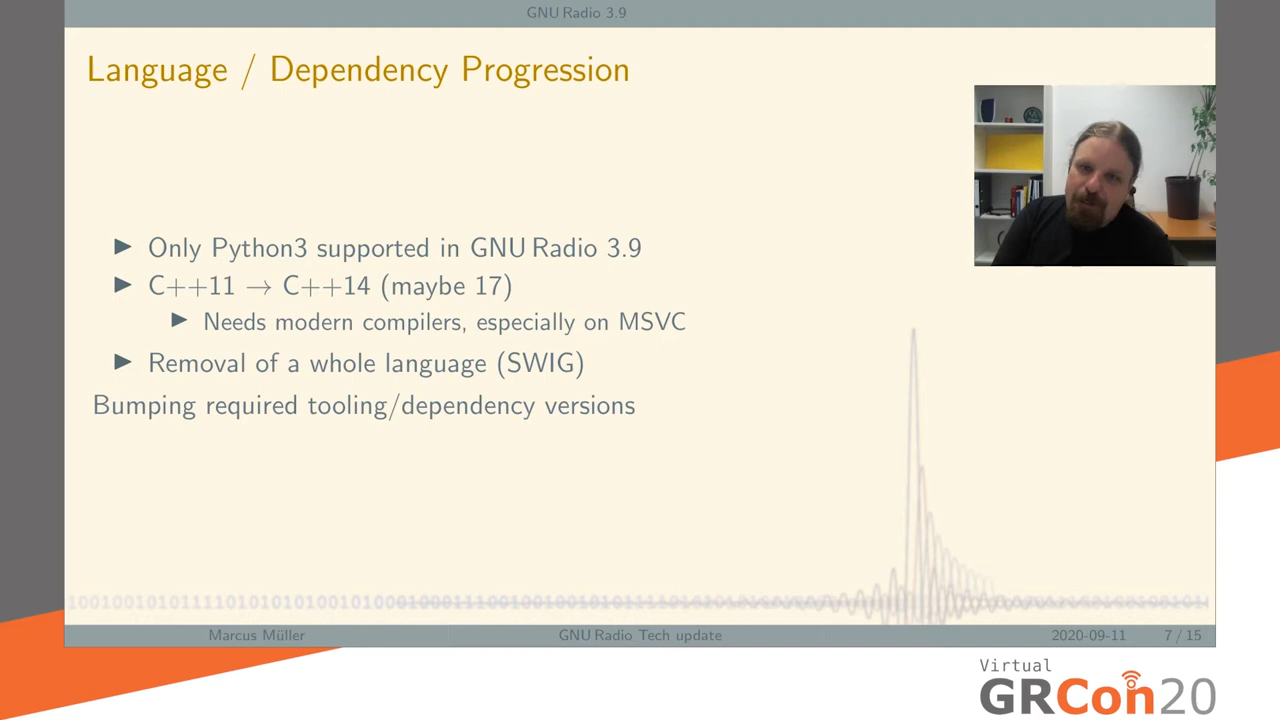 GNU Radio 3.9
Language / Dependency Progression
▶ Only Python3 supported in GNU Radio 3.9
▶ C++11 → C++14 (maybe 17)
▶ Needs modern compilers, especially on MSVC
▶ Removal of a whole language (SWIG)
Bumping required tooling/dependency versions
Marcus Müller GNU Radio Tech update 2020-09-11 7 / 15
Virtual
GRCon20